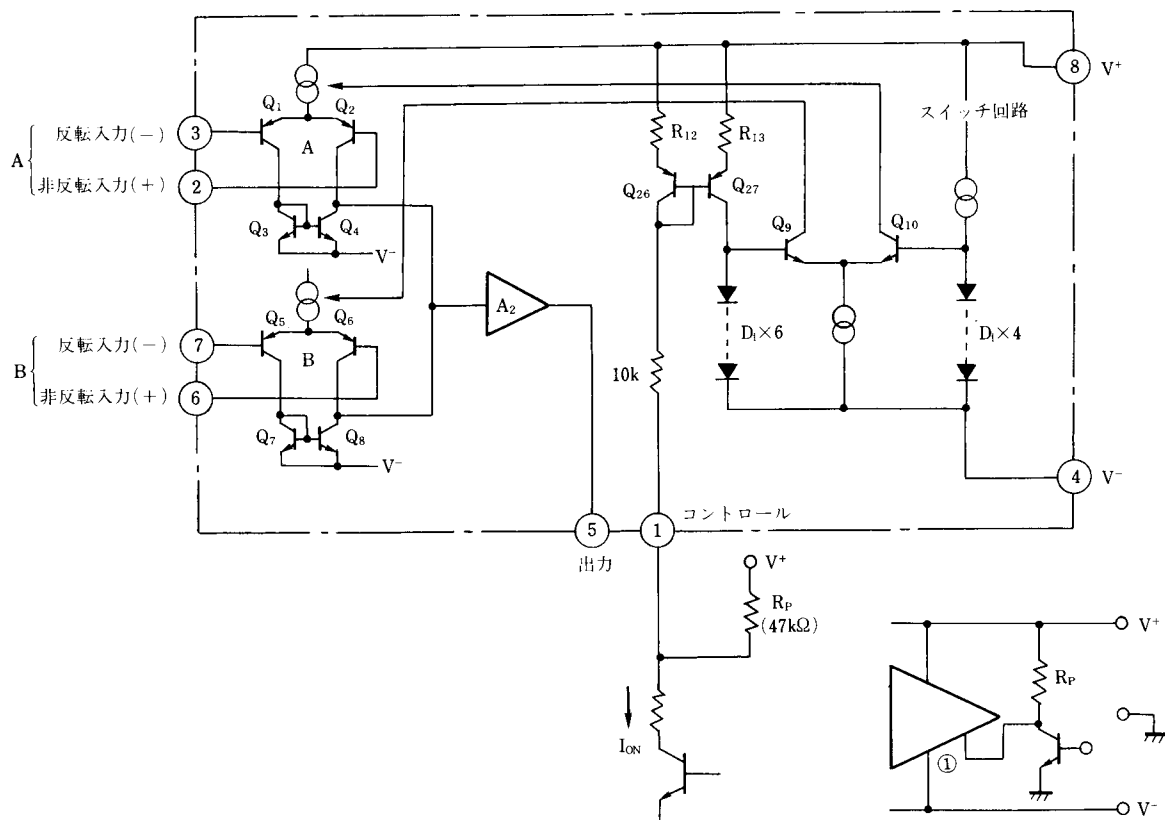 8 V⁺
スイッチ回路
Q₁ Q₂
3 反転入力(−)
A
A
2 非反転入力(+)
Q₃ Q₄
V⁻
R₁₂ R₁₃
Q₂₆ Q₂₇
Q₉ Q₁₀
Q₅ Q₆
7 反転入力(−)
B
B
6 非反転入力(+)
Q₇ Q₈
V⁻
A₂
10k
D₁×6
D₁×4
4 V⁻
5 出力
1 コントロール
V⁺
R_P
(47kΩ)
I_ON
V⁺
R_P
①
V⁻